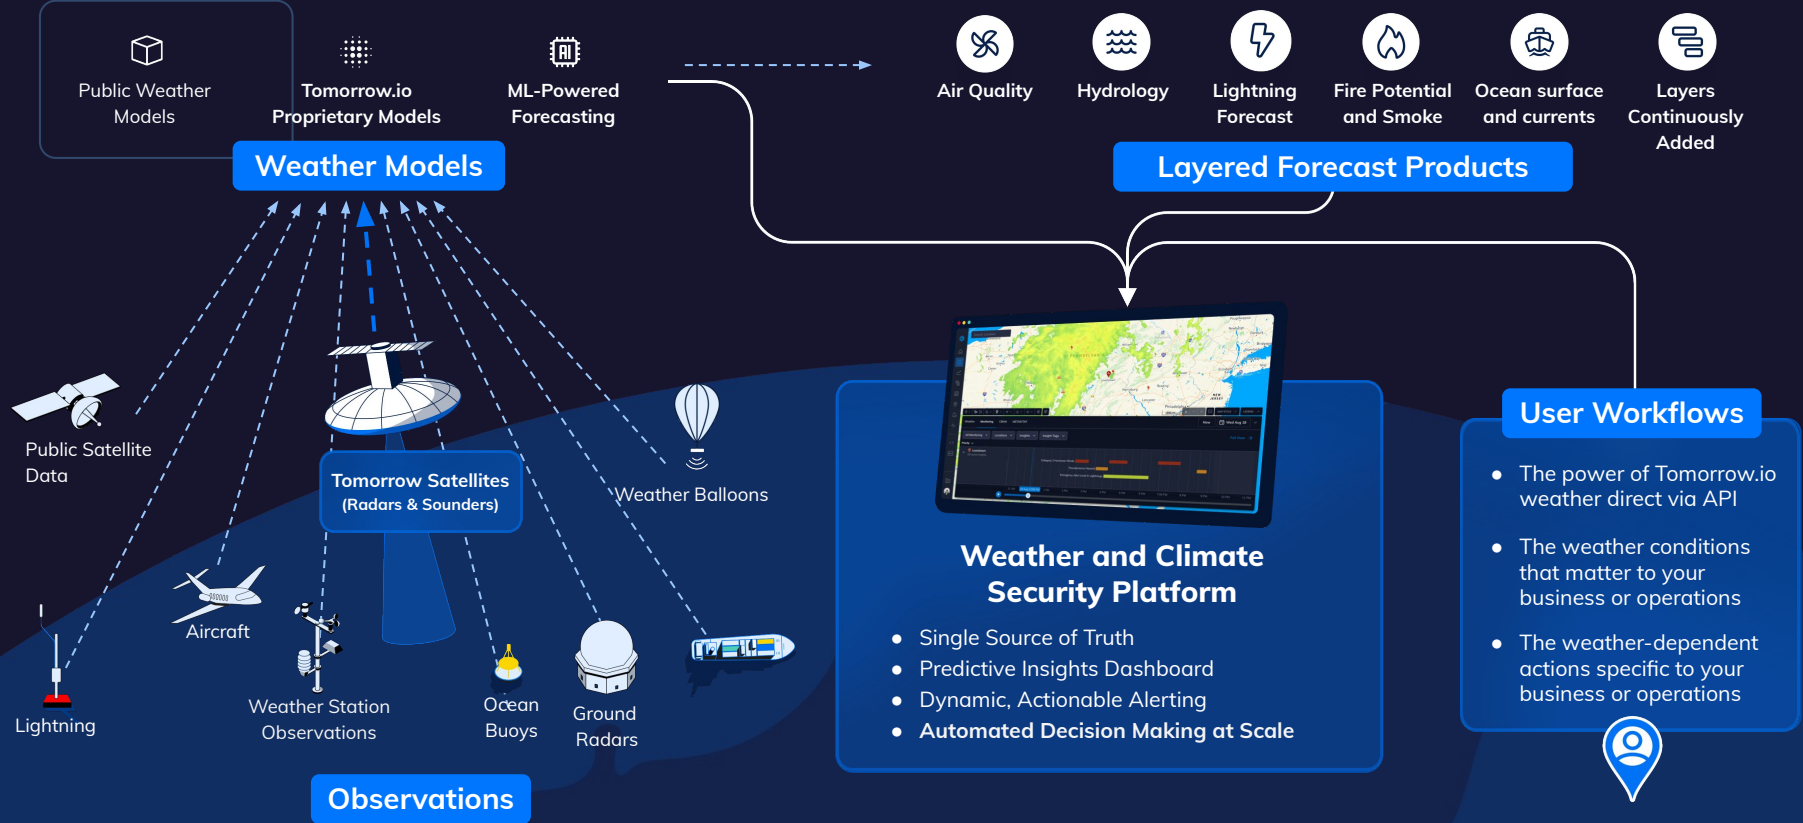 Public Weather
Models
Tomorrow.io
Proprietary Models
AI
ML-Powered
Forecasting
Weather Models
Air Quality
Hydrology
Lightning
Forecast
Fire Potential
and Smoke
Ocean surface
and currents
Layers
Continuously
Added
Layered Forecast Products
Public Satellite
Data
Tomorrow Satellites
(Radars & Sounders)
Weather Balloons
Aircraft
Lightning
Weather Station
Observations
Ocean
Buoys
Ground
Radars
Observations
Weather and Climate
Security Platform
● Single Source of Truth
● Predictive Insights Dashboard
● Dynamic, Actionable Alerting
● Automated Decision Making at Scale
User Workflows
● The power of Tomorrow.io
weather direct via API
● The weather conditions
that matter to your
business or operations
● The weather-dependent
actions specific to your
business or operations